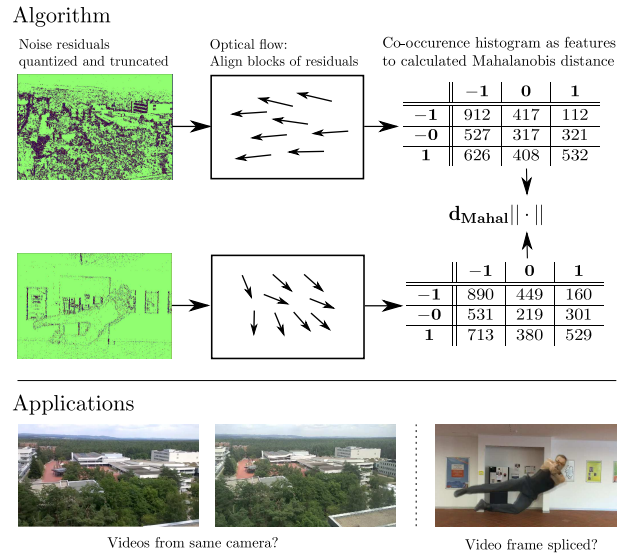 Algorithm
Noise residuals
quantized and truncated
Optical flow:
Align blocks of residuals
Co-occurence histogram as features
to calculated Mahalanobis distance
−1 0 1
−1 912 417 112
−0 527 317 321
1 626 408 532
d_Mahal|| · ||
−1 0 1
−1 890 449 160
−0 531 219 301
1 713 380 529
Applications
Videos from same camera?
Video frame spliced?